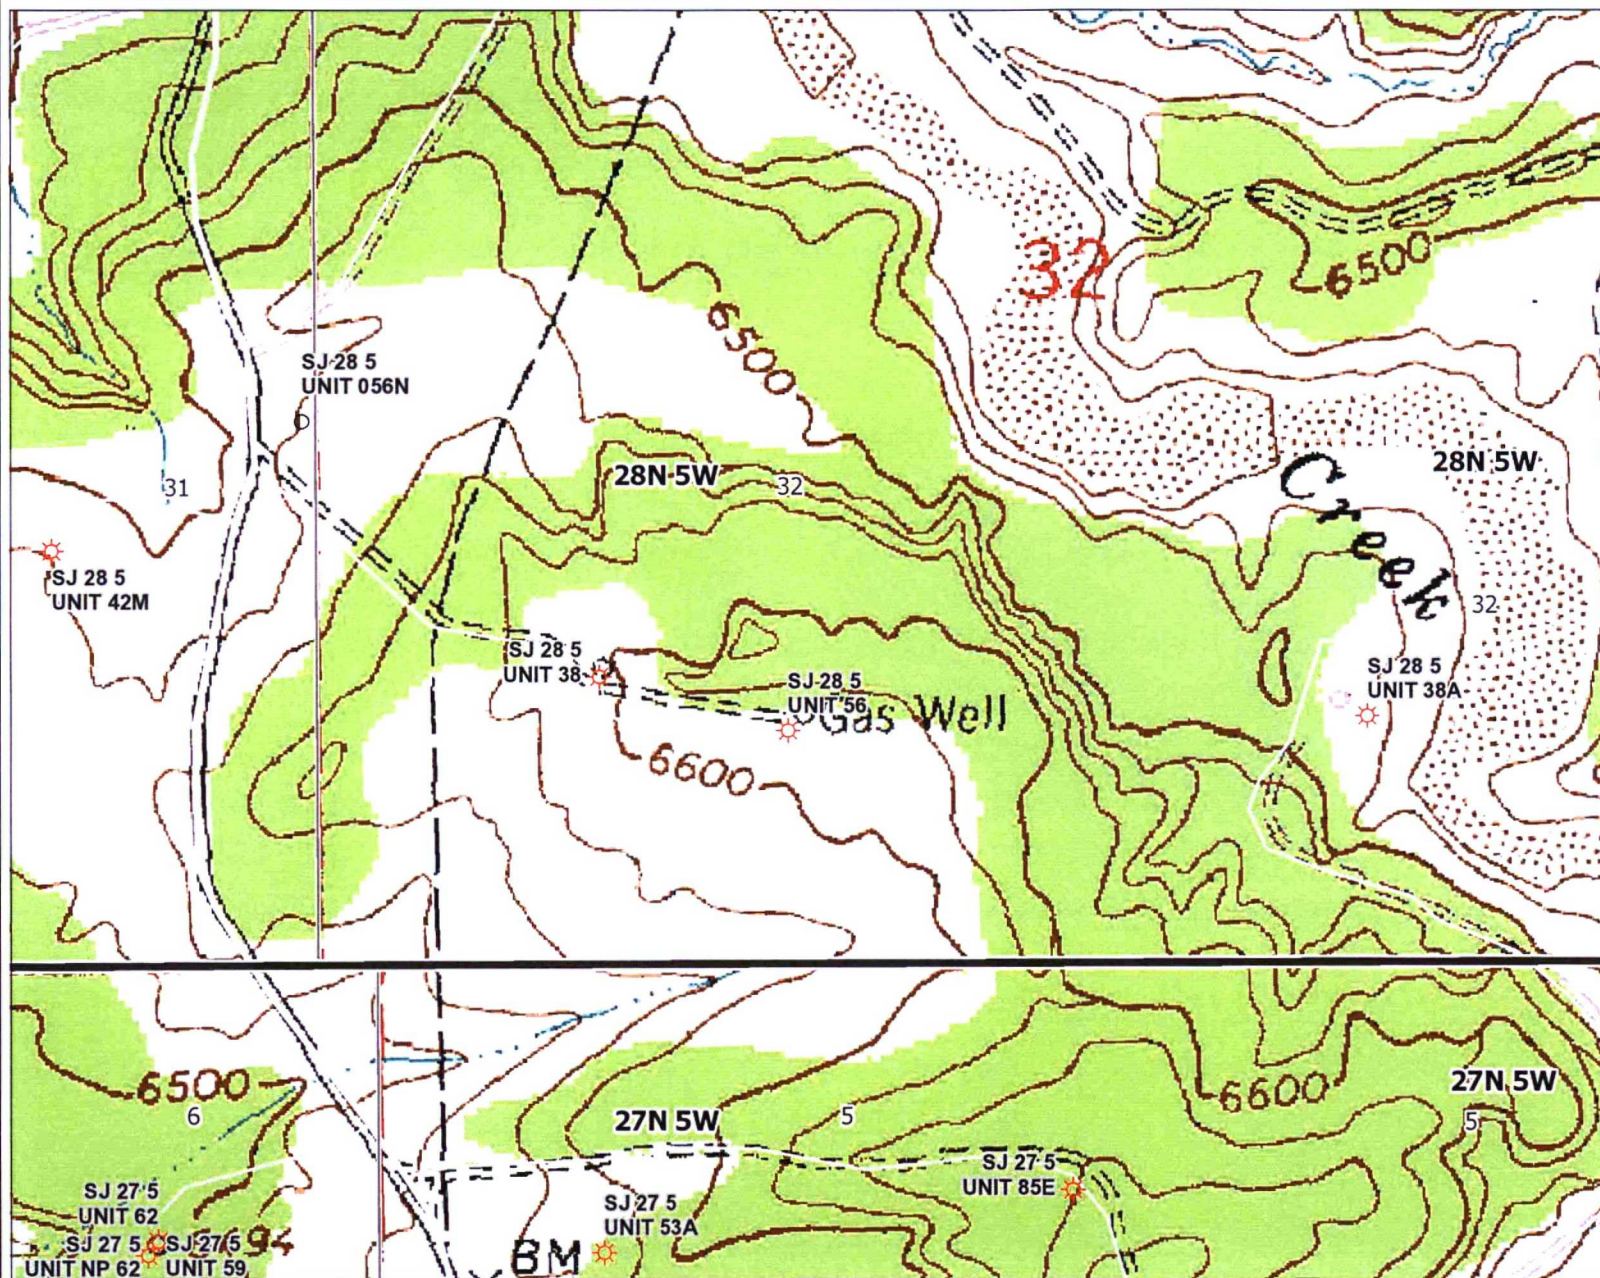 32
6500
SJ 28 5
UNIT 056N
6500
28N 5W
32
28N 5W
31
Creek
SJ 28 5
UNIT 42M
32
SJ 28 5
UNIT 38
SJ 28 5
UNIT 56
Gas Well
SJ 28 5
UNIT 38A
6600
6500
6
27N 5W
5
6600
27N 5W
5
SJ 27 5
UNIT 85E
SJ 27 5
UNIT 62
SJ 27 5
UNIT 53A
SJ 27 5
UNIT NP 62
SJ 27 5
UNIT 59
BM